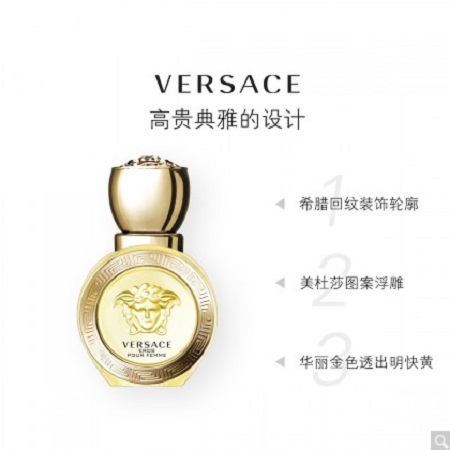 VERSACE
高贵典雅的设计
1
希腊回纹装饰轮廓
2
美杜莎图案浮雕
3
华丽金色透出明快黄
VERSACE
EROS
POUR FEMME